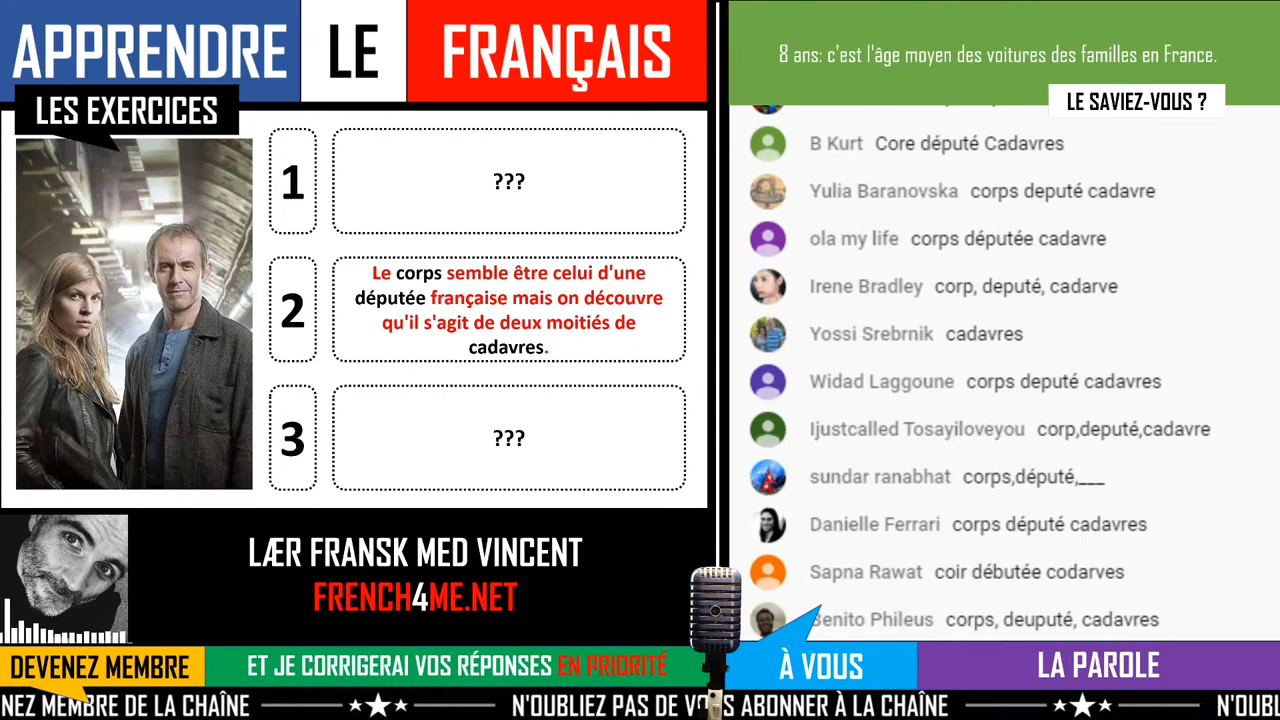 APPRENDRE LE FRANÇAIS
LES EXERCICES
1
???
2
Le corps semble être celui d'une
députée française mais on découvre
qu'il s'agit de deux moitiés de
cadavres.
3
???
LÆR FRANSK MED VINCENT
FRENCH4ME.NET
8 ans: c'est l'âge moyen des voitures des familles en France.
LE SAVIEZ-VOUS ?
B Kurt Core député Cadavres
Yulia Baranovska corps deputé cadavre
ola my life corps députée cadavre
Irene Bradley corp, deputé, cadarve
Yossi Srebrnik cadavres
Widad Laggoune corps deputé cadavres
Ijustcalled Tosayiloveyou corp,deputé,cadavre
sundar ranabhat corps,député,___
Danielle Ferrari corps député cadavres
Sapna Rawat coir débutée codarves
Benito Phileus corps, deuputé, cadavres
DEVENEZ MEMBRE
ET JE CORRIGERAI VOS RÉPONSES EN PRIORITÉ
À VOUS
LA PAROLE
NEZ MEMBRE DE LA CHAÎNE N'OUBLIEZ PAS DE VOUS ABONNER À LA CHAÎNE N'OUBL